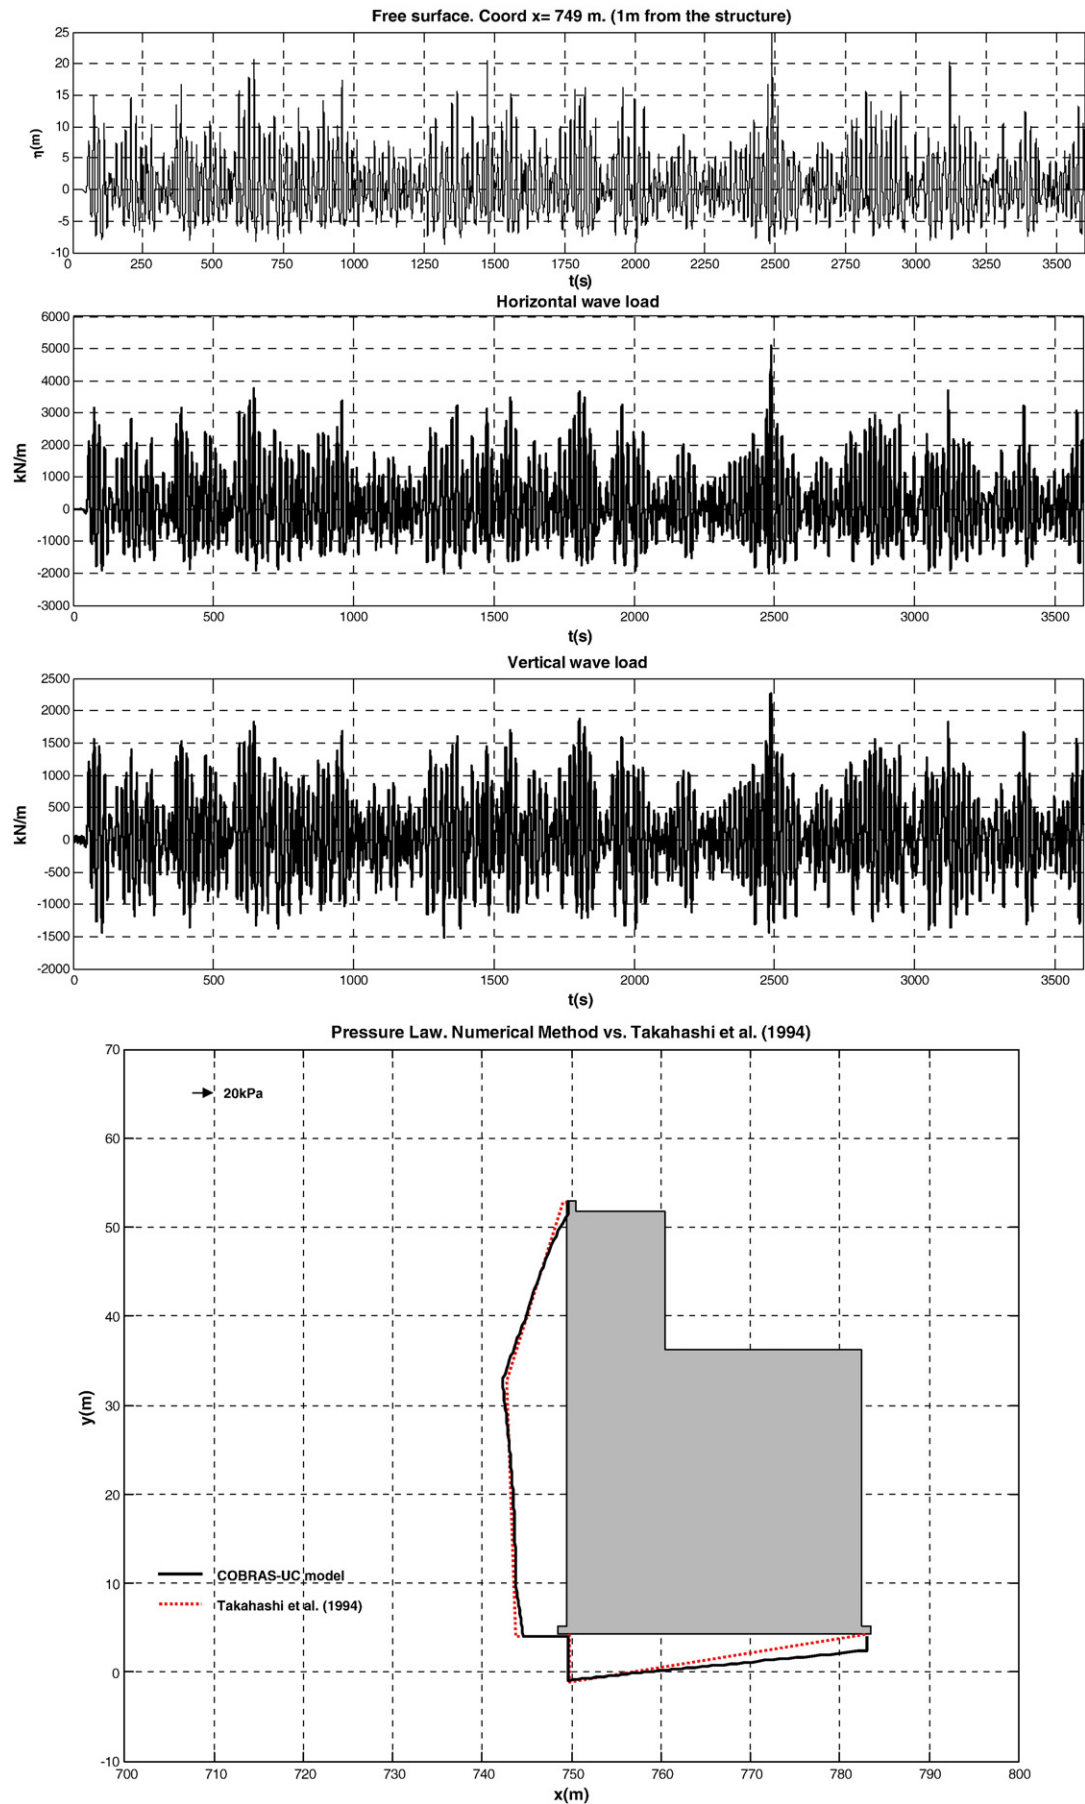 Free surface. Coord x= 749 m. (1m from the structure)
25
20
15
10
5
0
-5
-10
η(m)
0 250 500 750 1000 1250 1500 1750 2000 2250 2500 2750 3000 3250 3500
t(s)
Horizontal wave load
6000
5000
4000
3000
2000
1000
0
-1000
-2000
-3000
kN/m
0 500 1000 1500 2000 2500 3000 3500
t(s)
Vertical wave load
2500
2000
1500
1000
500
0
-500
-1000
-1500
-2000
kN/m
0 500 1000 1500 2000 2500 3000 3500
t(s)
Pressure Law. Numerical Method vs. Takahashi et al. (1994)
70
60
50
40
30
20
10
0
-10
y(m)
20kPa
COBRAS-UC model
Takahashi et al. (1994)
700 710 720 730 740 750 760 770 780 790 800
x(m)